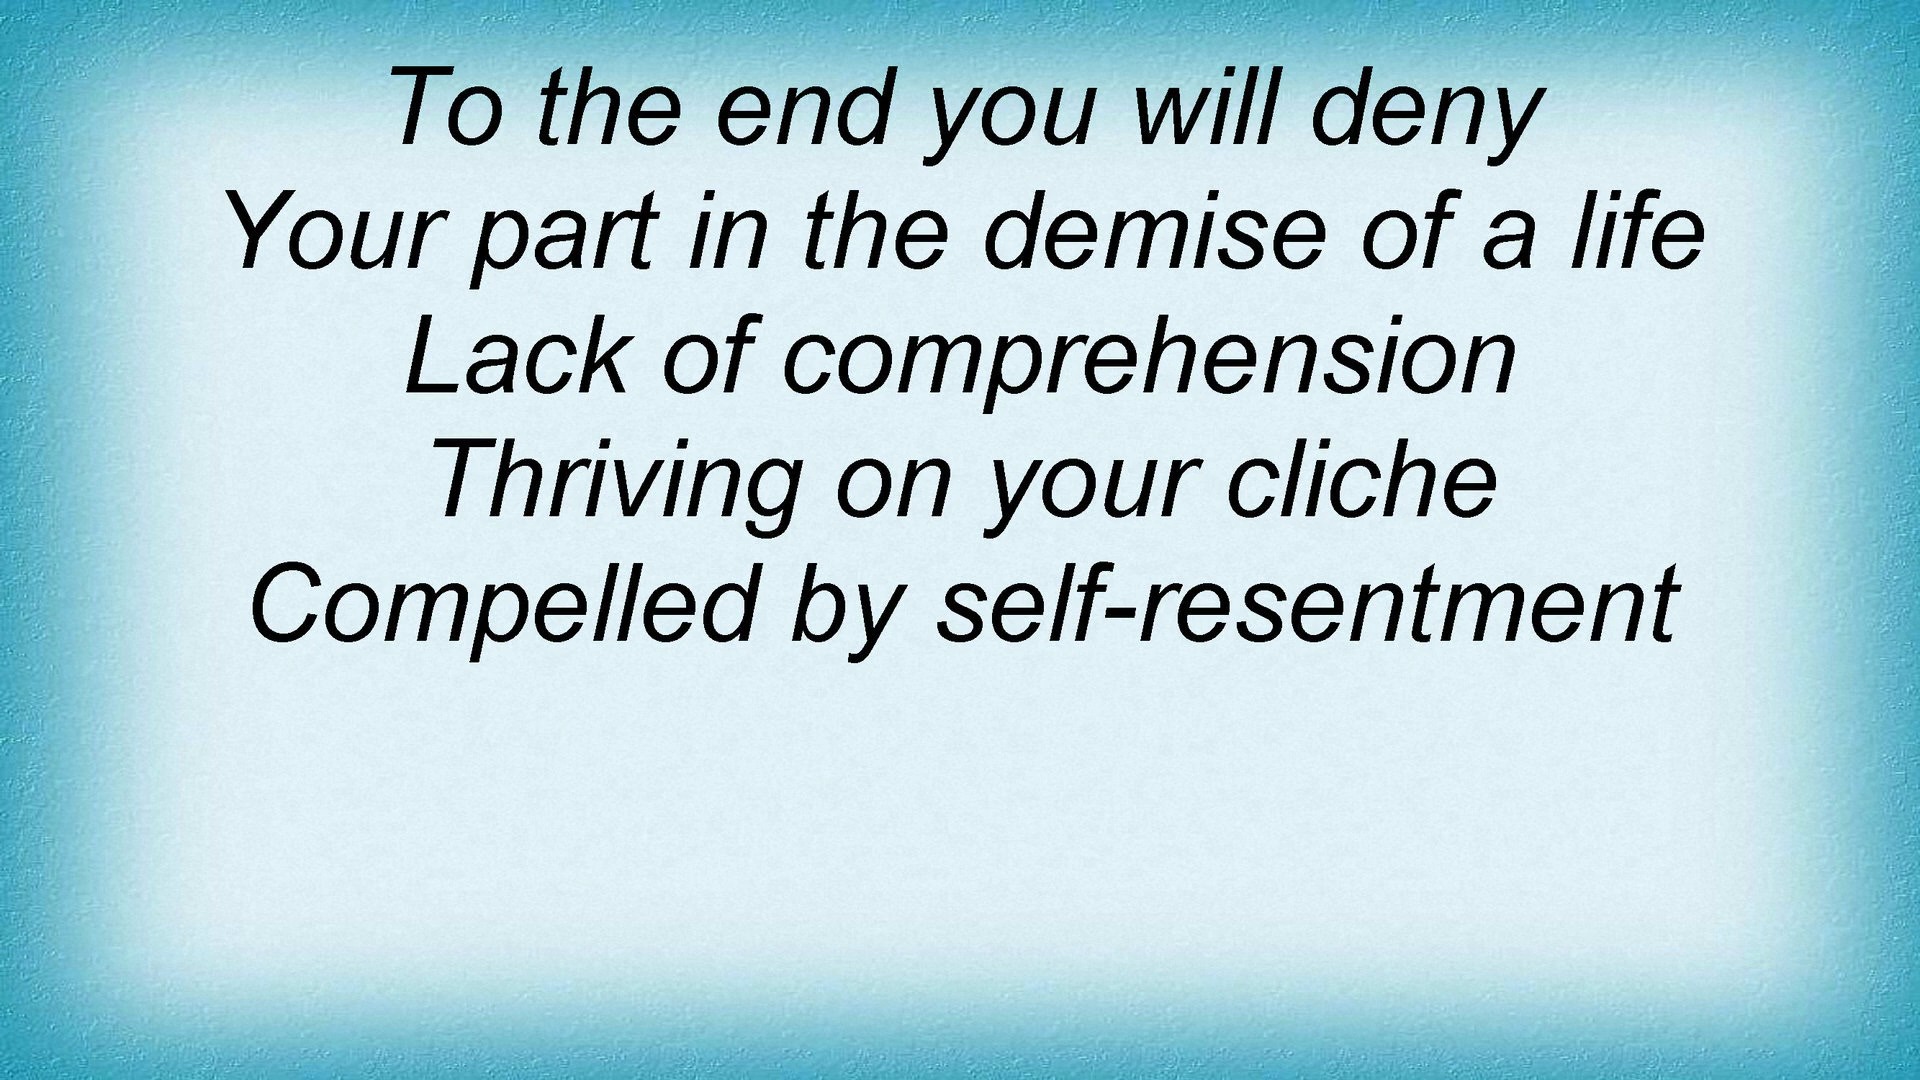 To the end you will deny
Your part in the demise of a life
Lack of comprehension
Thriving on your cliche
Compelled by self-resentment